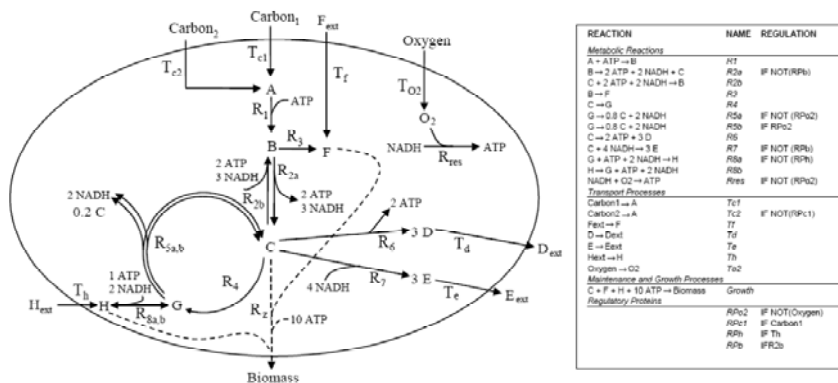 Carbon2
Carbon1
Fext
Oxygen
Tc2
Tc1
Tf
TO2
A
O2
R1
ATP
NADH
ATP
Rres
B
R3
F
2 ATP
3 NADH
R2a
R2b
2 ATP
3 NADH
2 NADH
0.2 C
R5a,b
2 ATP
C
R6
3 D
Td
Dext
R4
R7
4 NADH
3 E
Te
Eext
1 ATP
2 NADH
Hext
Th
H
R8a,b
G
Rz
10 ATP
Biomass
REACTION NAME REGULATION
Metabolic Reactions
A + ATP → B R1
B → 2 ATP + 2 NADH + C R2a IF NOT(RPb)
C + 2 ATP + 2 NADH → B R2b
B → F R3
C → G R4
G → 0.8 C + 2 NADH R5a IF NOT (RPo2)
G → 0.8 C + 2 NADH R5b IF RPo2
C → 2 ATP + 3 D R6
C + 4 NADH → 3 E R7 IF NOT (RPb)
G + ATP + 2 NADH → H R8a IF NOT (RPh)
H → G + ATP + 2 NADH R8b
NADH + O2 → ATP Rres IF NOT (RPo2)
Transport Processes
Carbon1 → A Tc1
Carbon2 → A Tc2 IF NOT(RPc1)
Fext → F Tf
D → Dext Td
E → Eext Te
Hext → H Th
Oxygen → O2 To2
Maintenance and Growth Processes
C + F + H + 10 ATP → Biomass Growth
Regulatory Proteins
RPo2 IF NOT(Oxygen)
RPc1 IF Carbon1
RPh IF Th
RPb IFR2b